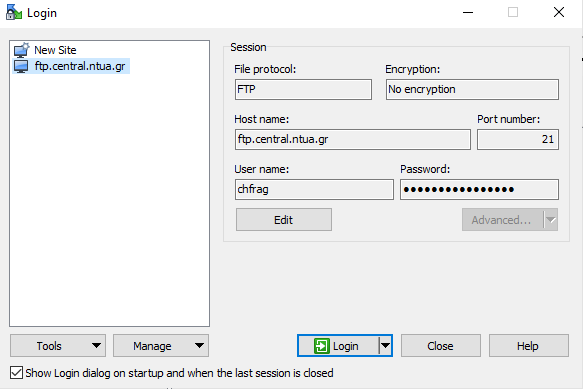 Login
New Site
ftp.central.ntua.gr
Session
File protocol:
Encryption:
FTP
No encryption
Host name:
Port number:
ftp.central.ntua.gr
21
User name:
Password:
chfrag
••••••••••••••••
Edit
Advanced...
Tools
Manage
Login
Close
Help
Show Login dialog on startup and when the last session is closed